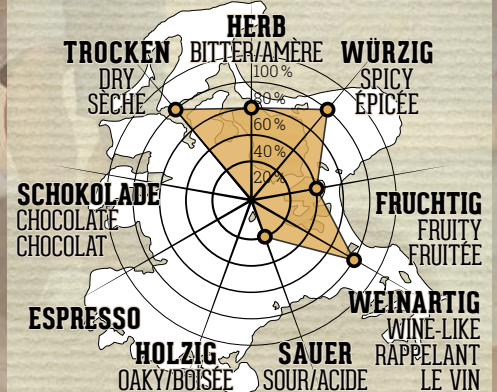 HERB
BITTER/AMÈRE
TROCKEN
DRY
SÈCHE
WÜRZIG
SPICY
ÉPICÉE
100%
80%
60%
40%
20%
SCHOKOLADE
CHOCOLATE
CHOCOLAT
FRUCHTIG
FRUITY
FRUITÉE
ESPRESSO
WEINARTIG
WINE-LIKE
RAPPELANT
LE VIN
HOLZIG
OAKY/BOISÉE
SAUER
SOUR/ACIDE